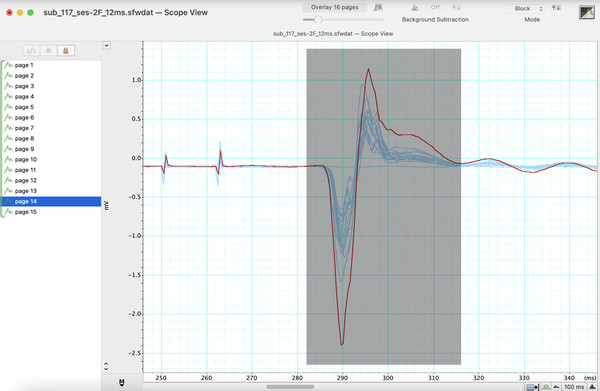 sub_117_ses-2F_12ms.sfwdat — Scope View
Overlay 16 pages
Off
Background Subtraction
Block
Mode
sub_117_ses-2F_12ms.sfwdat — Scope View
page 1
page 2
page 3
page 4
page 5
page 6
page 7
page 8
page 9
page 10
page 11
page 12
page 13
page 14
page 15
mV
1.0
0.5
0.0
-0.5
-1.0
-1.5
-2.0
-2.5
250
260
270
280
290
300
310
320
330
340
(ms)
100 ms